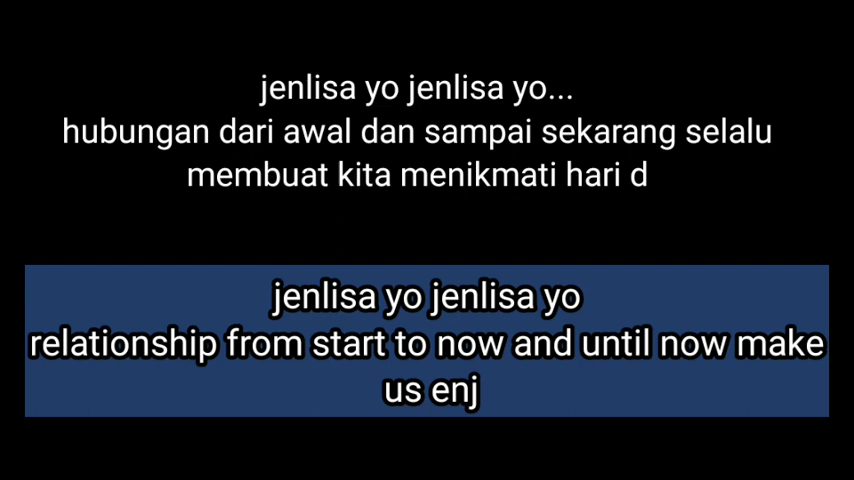 jenlisa yo jenlisa yo...
hubungan dari awal dan sampai sekarang selalu
membuat kita menikmati hari d
jenlisa yo jenlisa yo
relationship from start to now and until now make
us enj